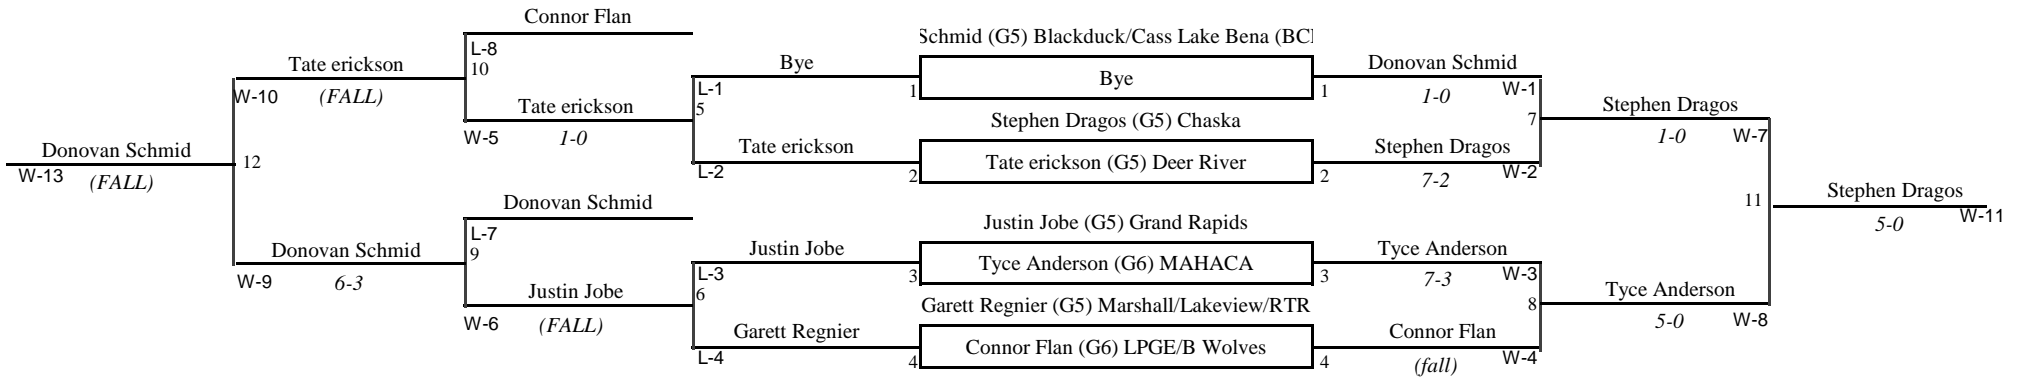 Connor Flan
L-8
10
Tate erickson
(FALL)
W-10
Tate erickson
1-0
W-5
Bye
L-1
5
1
Schmid (G5) Blackduck/Cass Lake Bena (BC
Bye
1
Donovan Schmid
1-0
W-1
7
Stephen Dragos
1-0
W-7
Donovan Schmid
(FALL)
W-13
12
Tate erickson
L-2
2
Stephen Dragos (G5) Chaska
Tate erickson (G5) Deer River
2
Stephen Dragos
7-2
W-2
11
Stephen Dragos
5-0
W-11
Donovan Schmid
L-7
9
Donovan Schmid
6-3
W-9
Justin Jobe
(FALL)
W-6
Justin Jobe
L-3
6
3
Justin Jobe (G5) Grand Rapids
Tyce Anderson (G6) MAHACA
3
Tyce Anderson
7-3
W-3
8
Tyce Anderson
5-0
W-8
Garett Regnier
L-4
4
Garett Regnier (G5) Marshall/Lakeview/RTR
Connor Flan (G6) LPGE/B Wolves
4
Connor Flan
(fall)
W-4